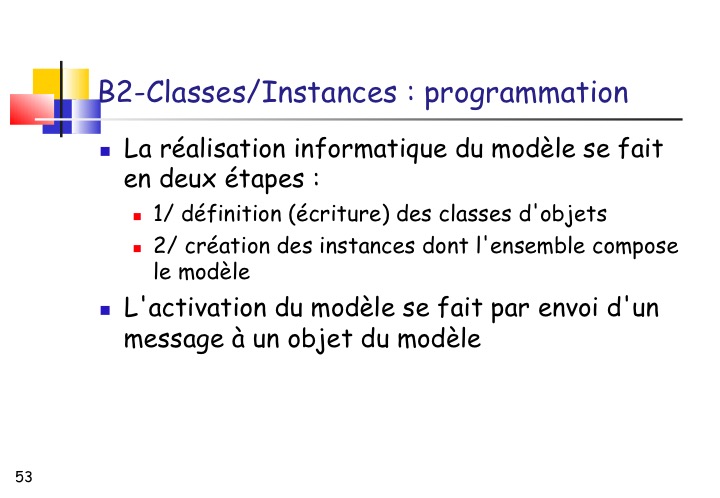 B2-Classes/Instances : programmation
La réalisation informatique du modèle se fait
en deux étapes :
1/ définition (écriture) des classes d'objets
2/ création des instances dont l'ensemble compose
le modèle
L'activation du modèle se fait par envoi d'un
message à un objet du modèle
53